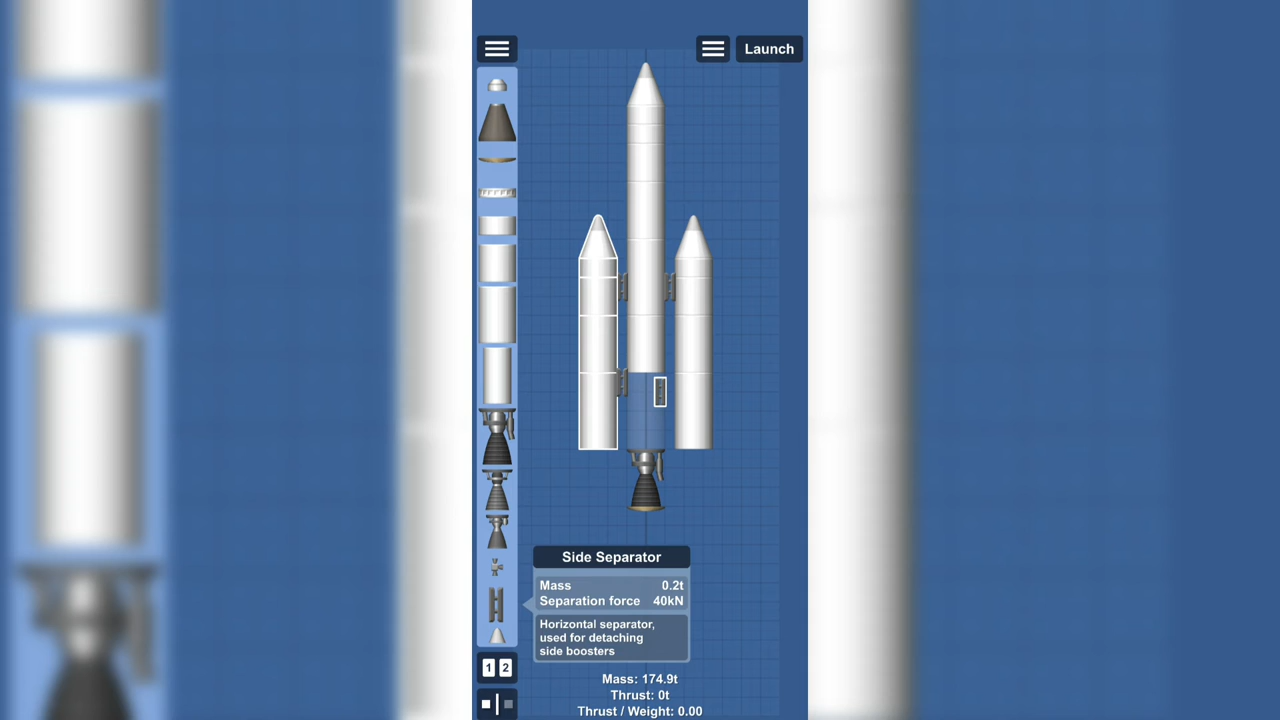 Launch
Side Separator
Mass 0.2t
Separation force 40kN
Horizontal separator,
used for detaching
side boosters
1 2
Mass: 174.9t
Thrust: 0t
Thrust / Weight: 0.00